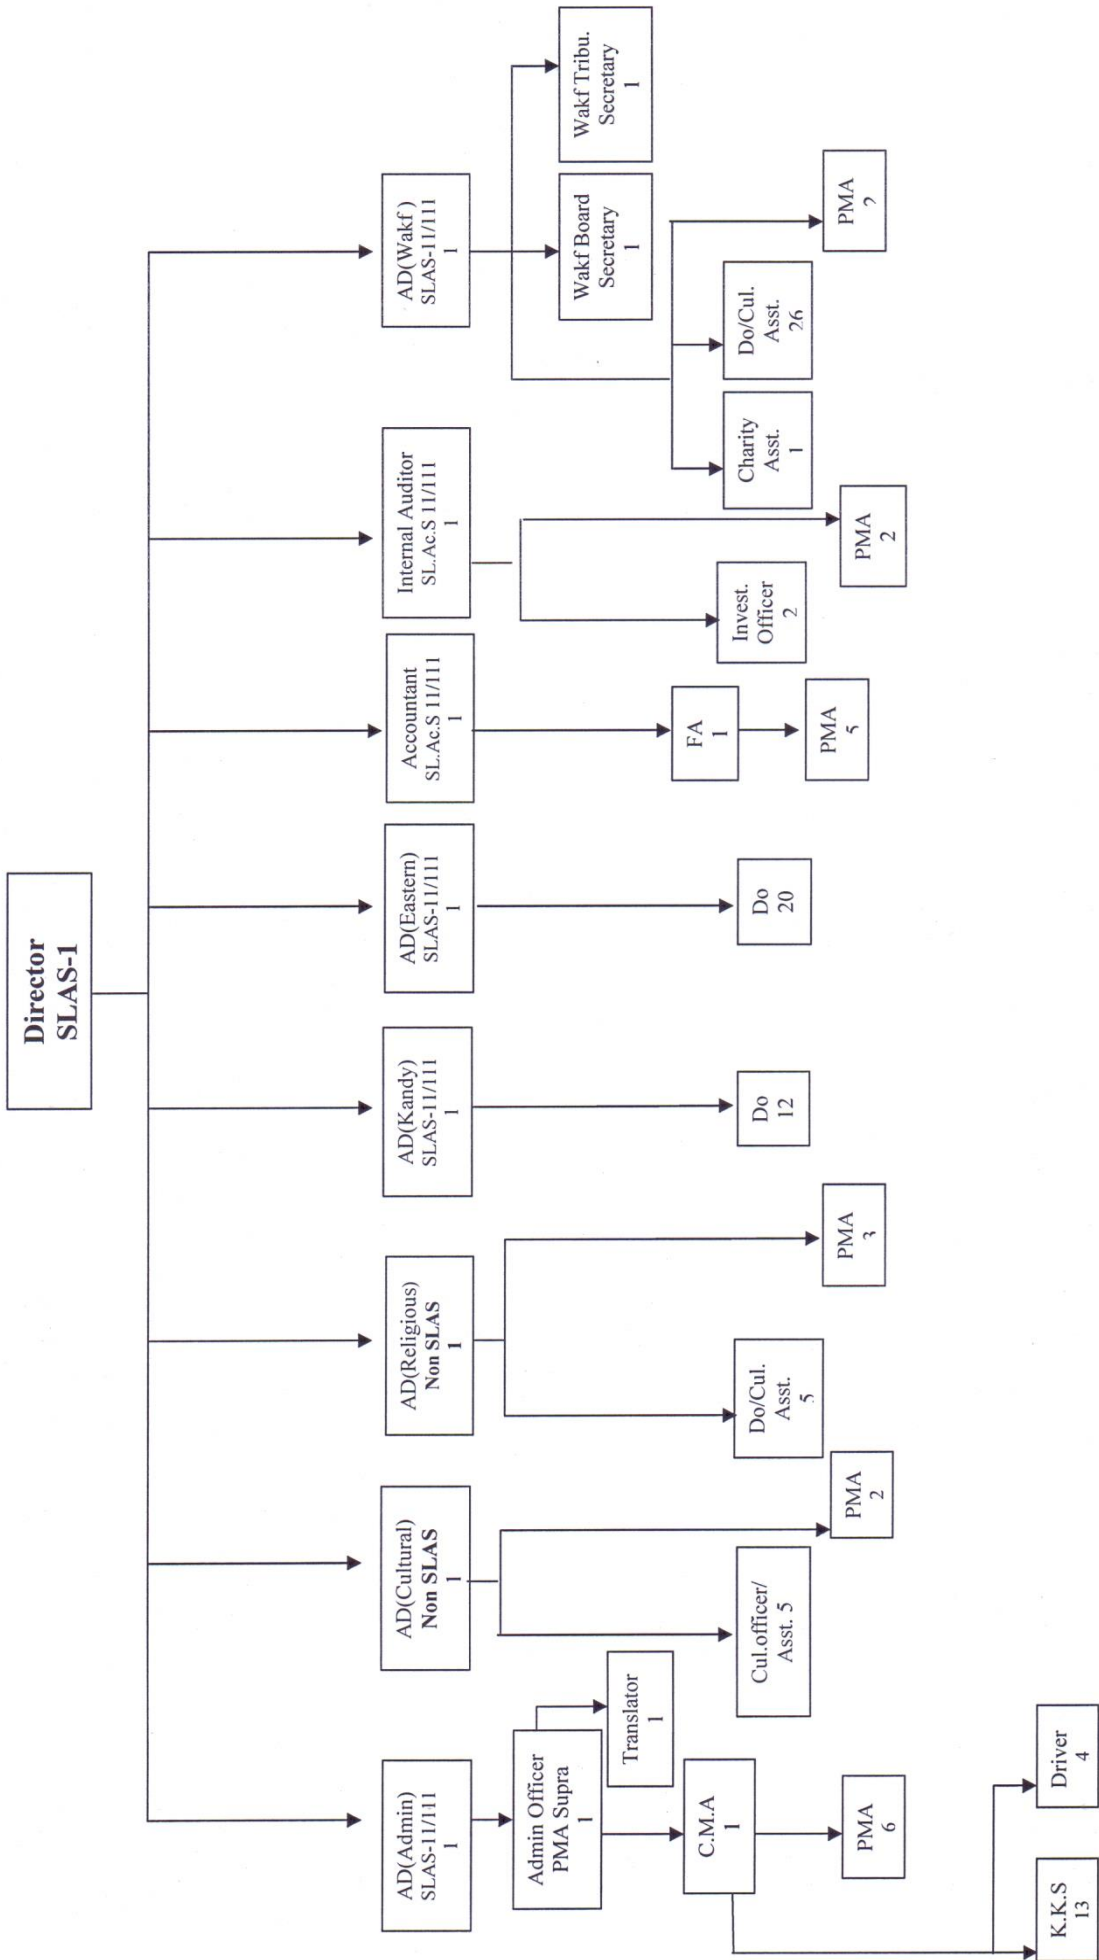 Director
SLAS-1
AD(Admin)
SLAS-11/111
1
AD(Cultural)
Non SLAS
1
AD(Religious)
Non SLAS
1
AD(Kandy)
SLAS-11/111
1
AD(Eastern)
SLAS-11/111
1
Accountant
SL.Ac.S 11/111
1
Internal Auditor
SL.Ac.S 11/111
1
AD(Wakf )
SLAS-11/111
1
Admin Officer
PMA Supra
1
Translator
1
C.M.A
1
PMA
6
K.K.S
13
Driver
4
Cul.officer/
Asst. 5
PMA
2
Do/Cul.
Asst.
5
PMA
3
Do
12
Do
20
FA
1
PMA
5
Invest.
Officer
2
PMA
2
Wakf Board
Secretary
1
Wakf Tribu.
Secretary
1
Charity
Asst.
1
Do/Cul.
Asst.
26
PMA
2